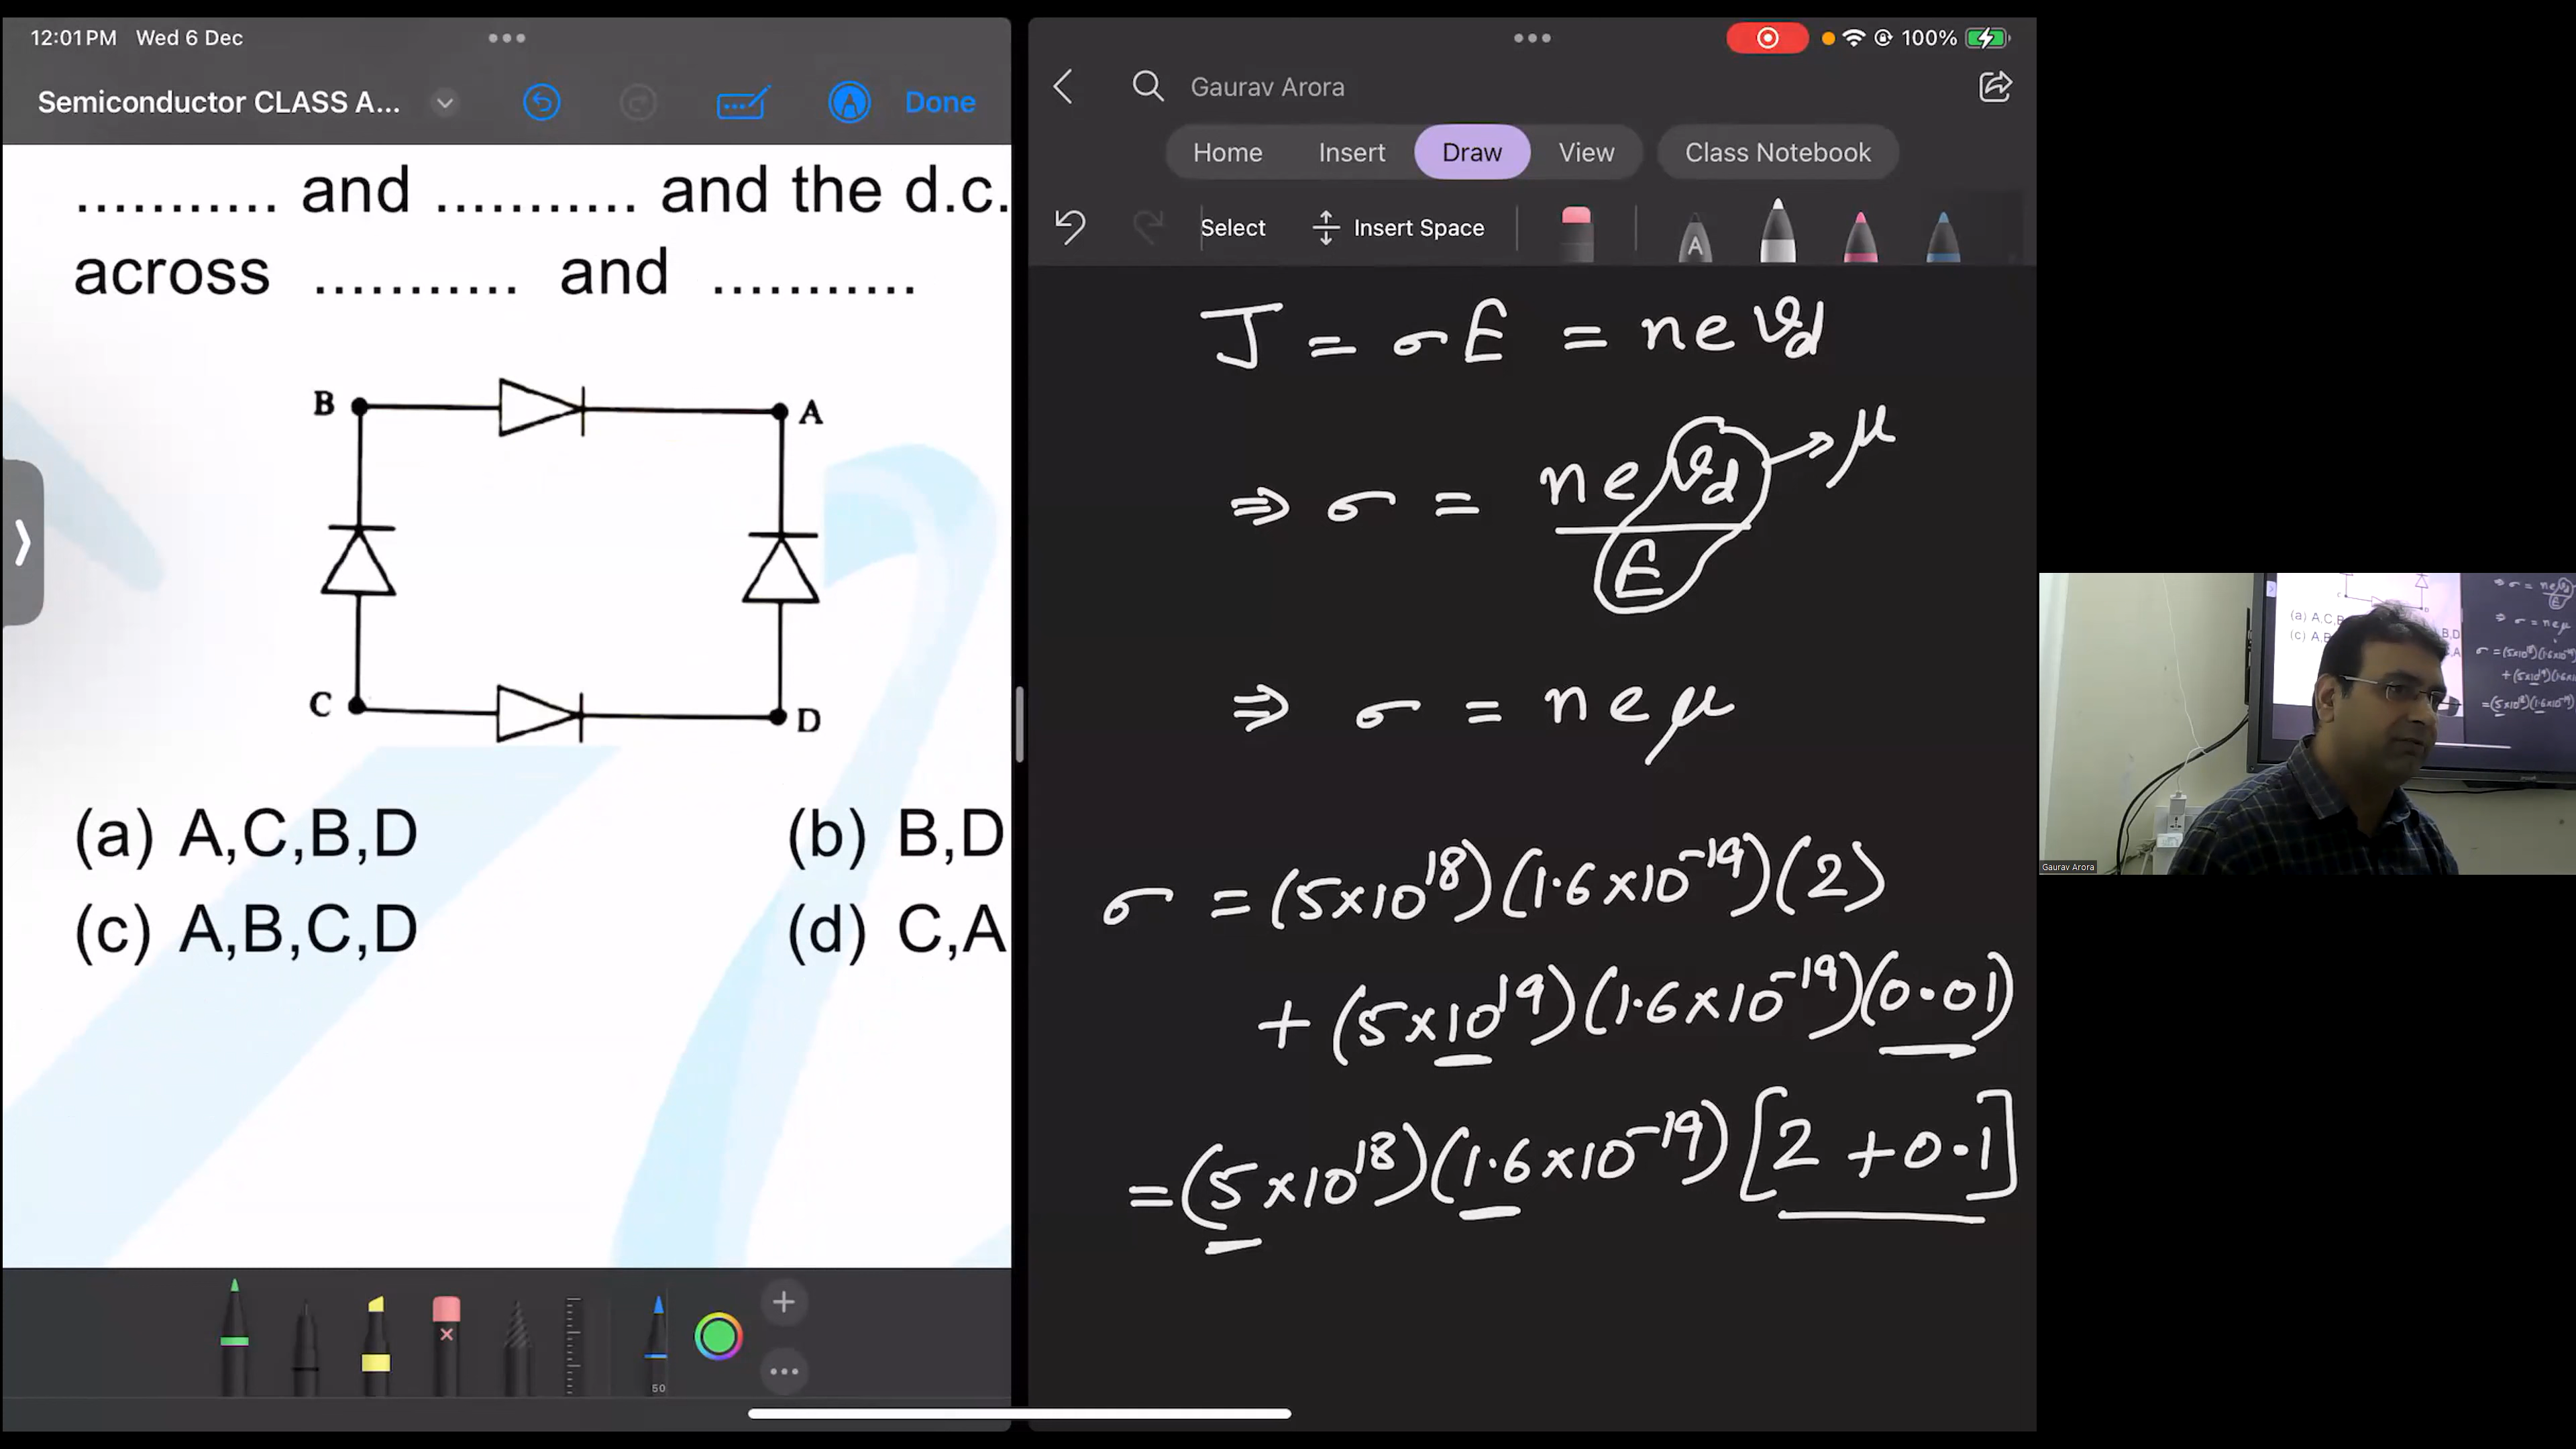 12:01 PM Wed 6 Dec
Semiconductor CLASS A... Done
........... and ........... and the d.c.
across ........... and ...........
B
A
C
D
(a) A,C,B,D
(b) B,D
(c) A,B,C,D
(d) C,A
50
100%
Gaurav Arora
Home Insert Draw View Class Notebook
Select Insert Space
A
J = σE = nevd
⇒ σ = nevd/E → μ
⇒ σ = neμ
σ = (5×10^18)(1.6×10^-19)(2)
+ (5×10^19)(1.6×10^-19)(0.01)
= (5×10^18)(1.6×10^-19)[2 + 0.1]
Gaurav Arora